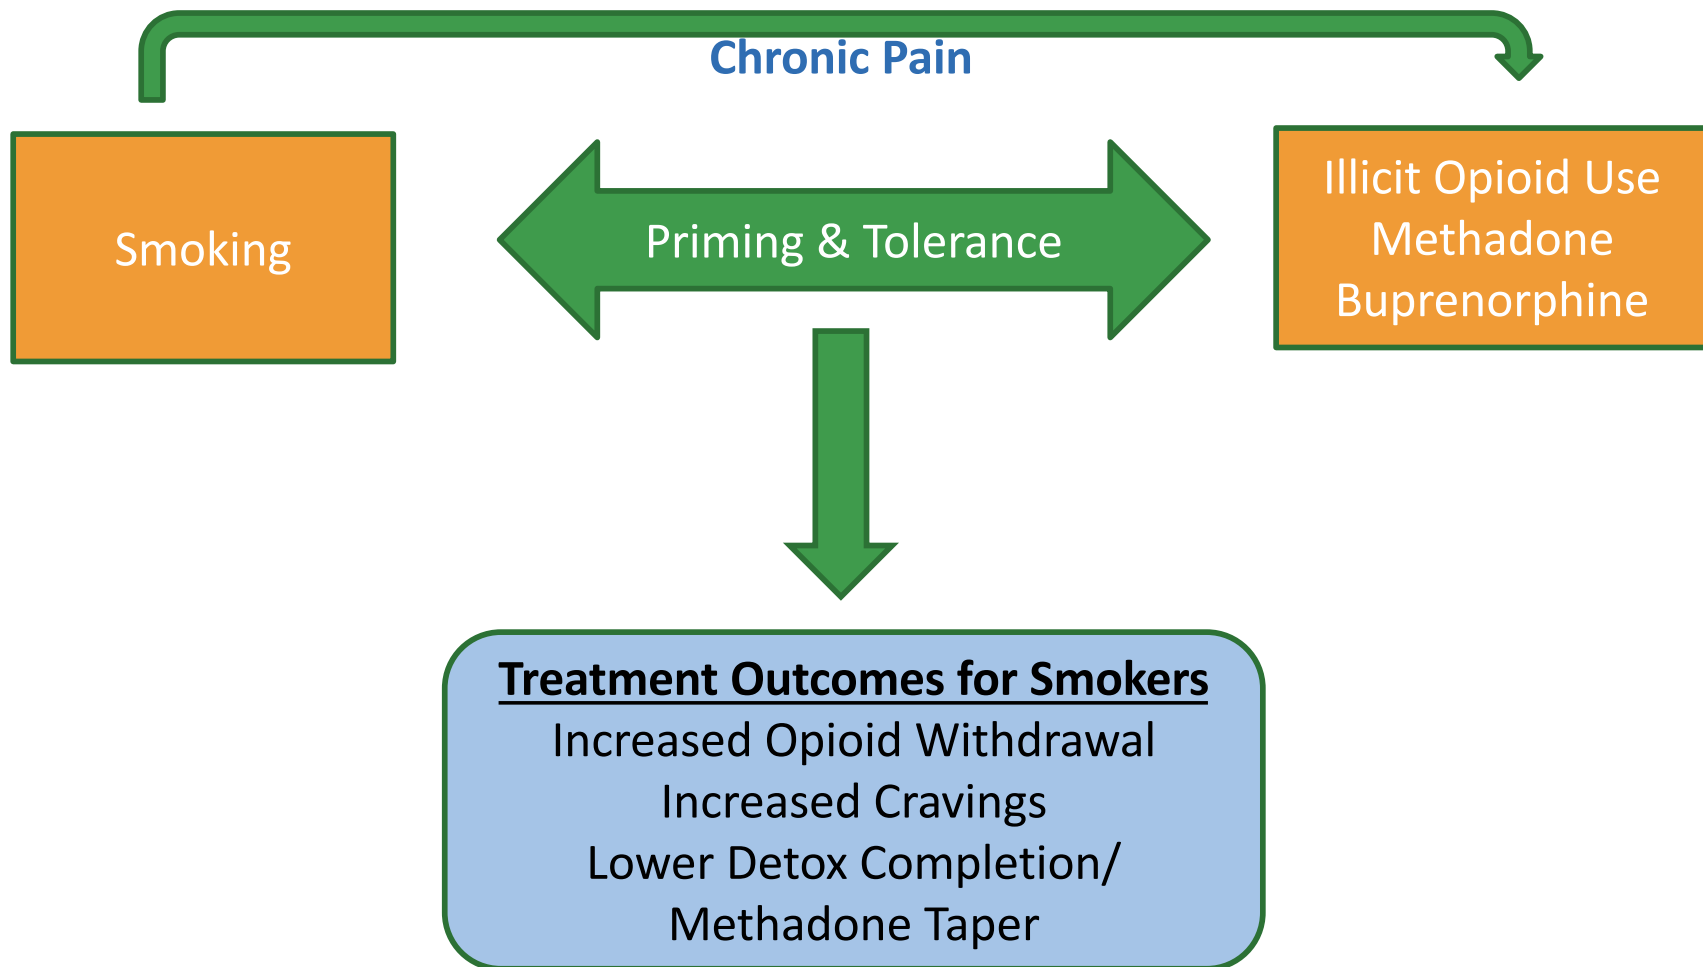 Chronic Pain
Smoking
Priming & Tolerance
Illicit Opioid Use
Methadone
Buprenorphine
Treatment Outcomes for Smokers
Increased Opioid Withdrawal
Increased Cravings
Lower Detox Completion/
Methadone Taper